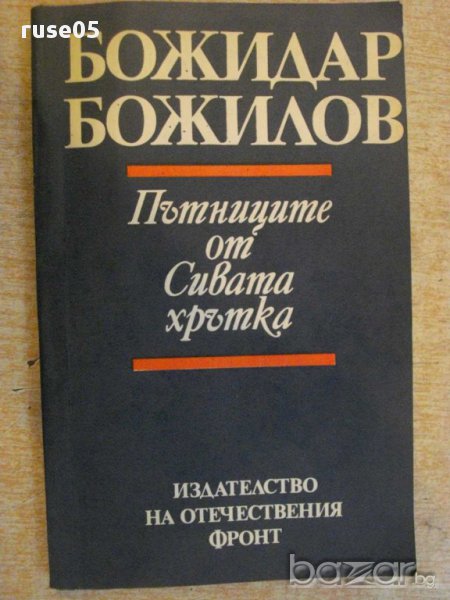 ruse05
БОЖИДАР
БОЖИЛОВ
Пътниците
от
Сивата
хрътка
ИЗДАТЕЛСТВО
НА ОТЕЧЕСТВЕНИЯ
ФРОНТ
bazar.bg